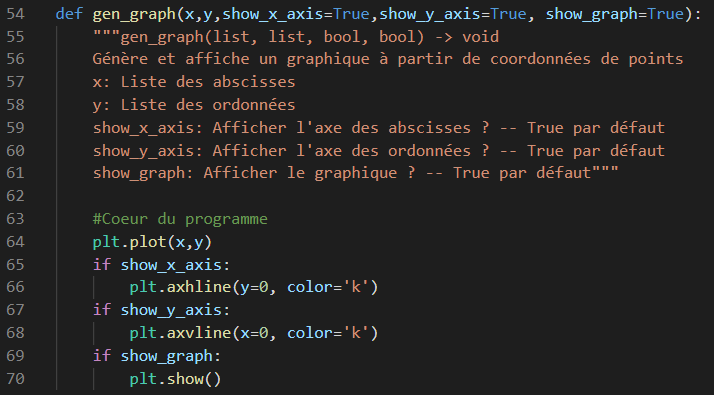 54 def gen_graph(x,y,show_x_axis=True,show_y_axis=True, show_graph=True):
55 """gen_graph(list, list, bool, bool) -> void
56 Génère et affiche un graphique à partir de coordonnées de points
57 x: Liste des abscisses
58 y: Liste des ordonnées
59 show_x_axis: Afficher l'axe des abscisses ? -- True par défaut
60 show_y_axis: Afficher l'axe des ordonnées ? -- True par défaut
61 show_graph: Afficher le graphique ? -- True par défaut"""
62
63 #Coeur du programme
64 plt.plot(x,y)
65 if show_x_axis:
66 plt.axhline(y=0, color='k')
67 if show_y_axis:
68 plt.axvline(x=0, color='k')
69 if show_graph:
70 plt.show()